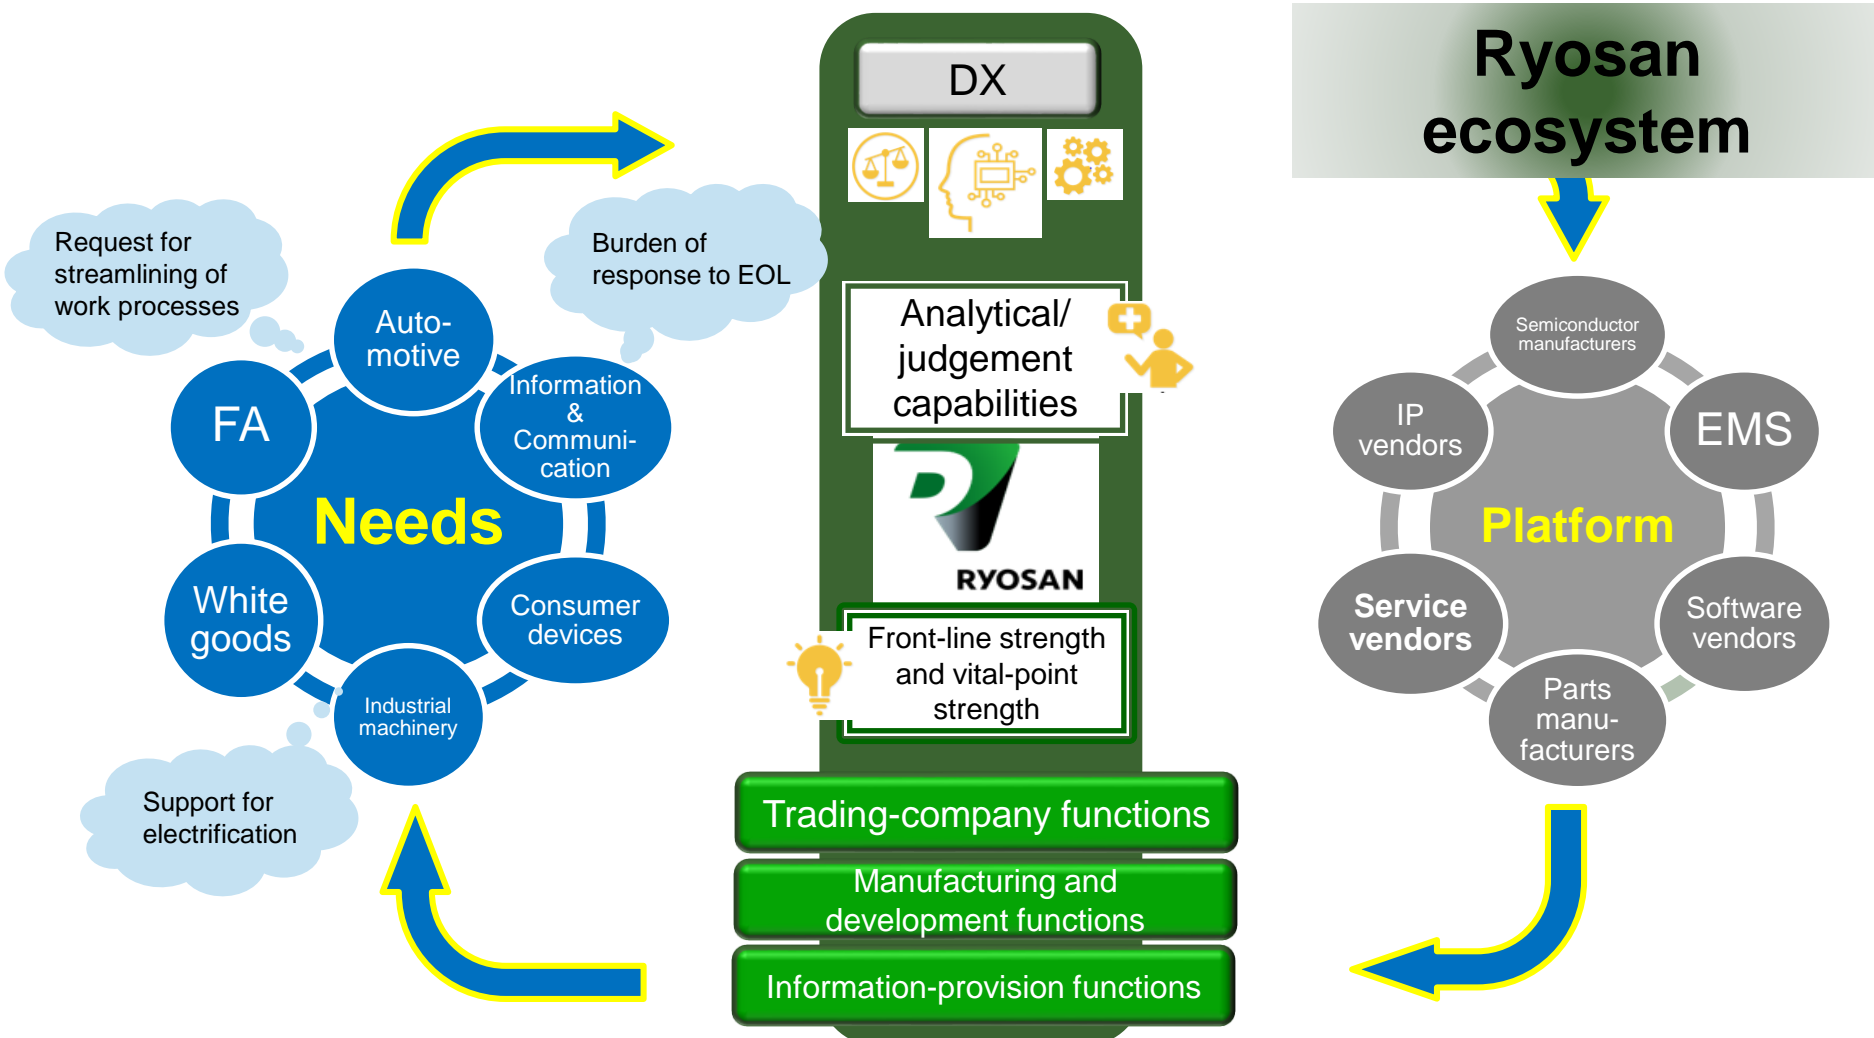 Ryosan
ecosystem
DX
Request for
streamlining of
work processes
Burden of
response to EOL
Auto-
motive
Information
&
Communi-
cation
FA
Needs
White
goods
Consumer
devices
Industrial
machinery
Support for
electrification
Analytical/
judgement
capabilities
RYOSAN
Front-line strength
and vital-point
strength
Trading-company functions
Manufacturing and
development functions
Information-provision functions
Semiconductor
manufacturers
IP
vendors
EMS
Platform
Service
vendors
Software
vendors
Parts
manu-
facturers